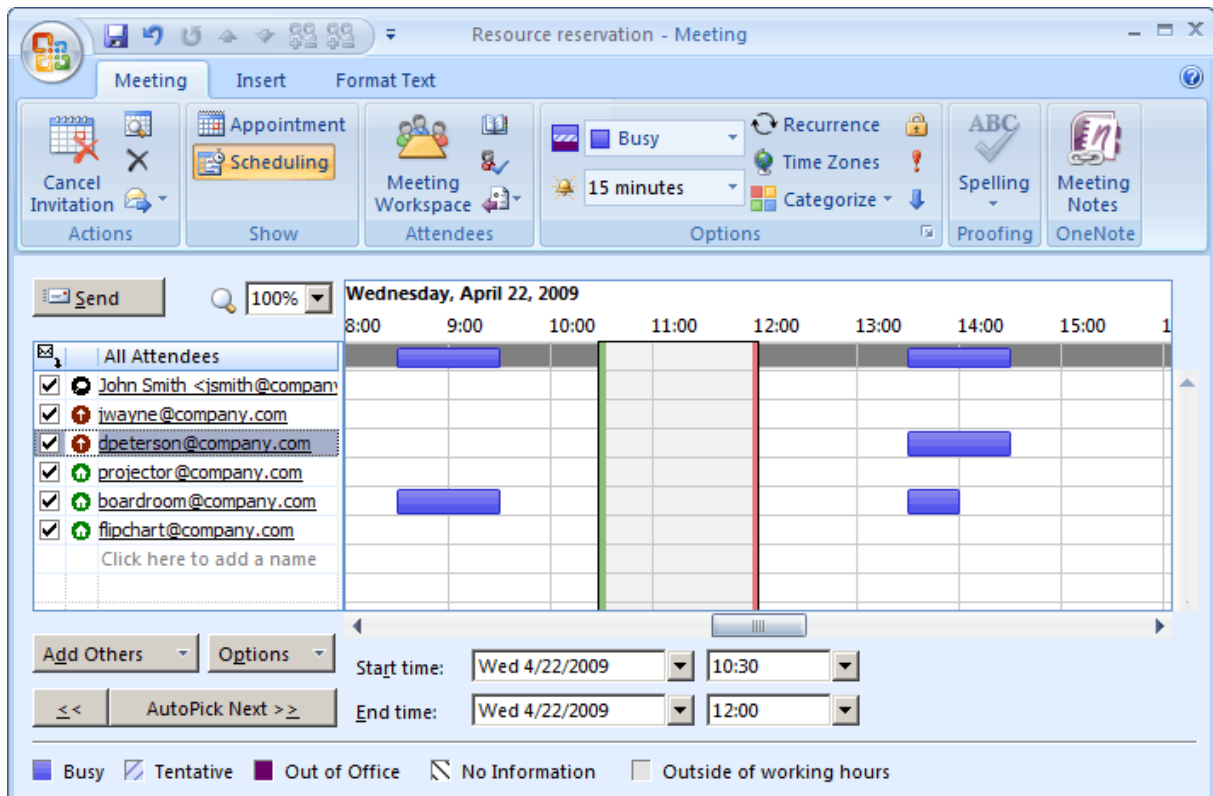 Resource reservation - Meeting
Meeting Insert Format Text
Cancel Invitation
Actions
Appointment
Scheduling
Show
Meeting Workspace
Attendees
Busy
15 minutes
Recurrence
Time Zones
Categorize
Options
ABC
Spelling
Proofing
Meeting Notes
OneNote
Send
100%
Wednesday, April 22, 2009
8:00 9:00 10:00 11:00 12:00 13:00 14:00 15:00 1
All Attendees
John Smith <jsmith@company
jwayne@company.com
dpeterson@company.com
projector@company.com
boardroom@company.com
flipchart@company.com
Click here to add a name
Add Others Options
<< AutoPick Next >>
Start time: Wed 4/22/2009 10:30
End time: Wed 4/22/2009 12:00
Busy Tentative Out of Office No Information Outside of working hours